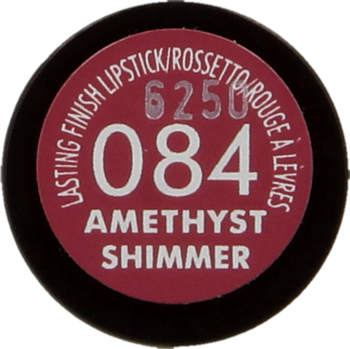 LASTING FINISH LIPSTICK/ROSSETTO/ROUGE À LÈVRES
6250
084
AMETHYST
SHIMMER